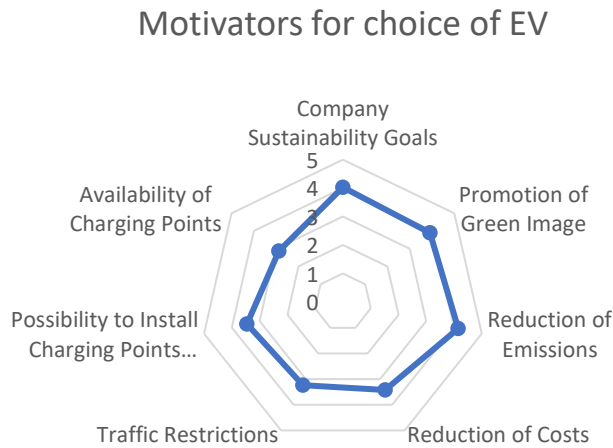 Motivators for choice of EV
Company
Sustainability Goals
5
4
3
2
1
0
Promotion of
Green Image
Reduction of
Emissions
Reduction of Costs
Traffic Restrictions
Possibility to Install
Charging Points...
Availability of
Charging Points